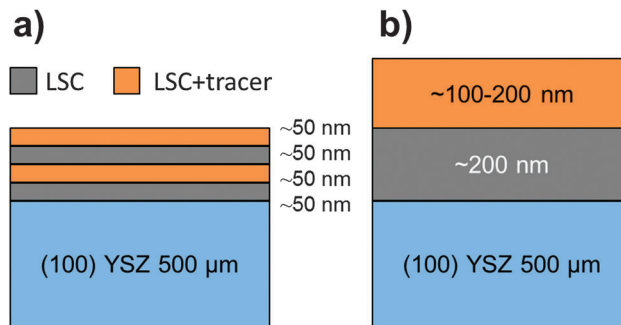 a)
b)
LSC
LSC+tracer
~50 nm
~50 nm
~50 nm
~50 nm
(100) YSZ 500 µm
~100-200 nm
~200 nm
(100) YSZ 500 µm